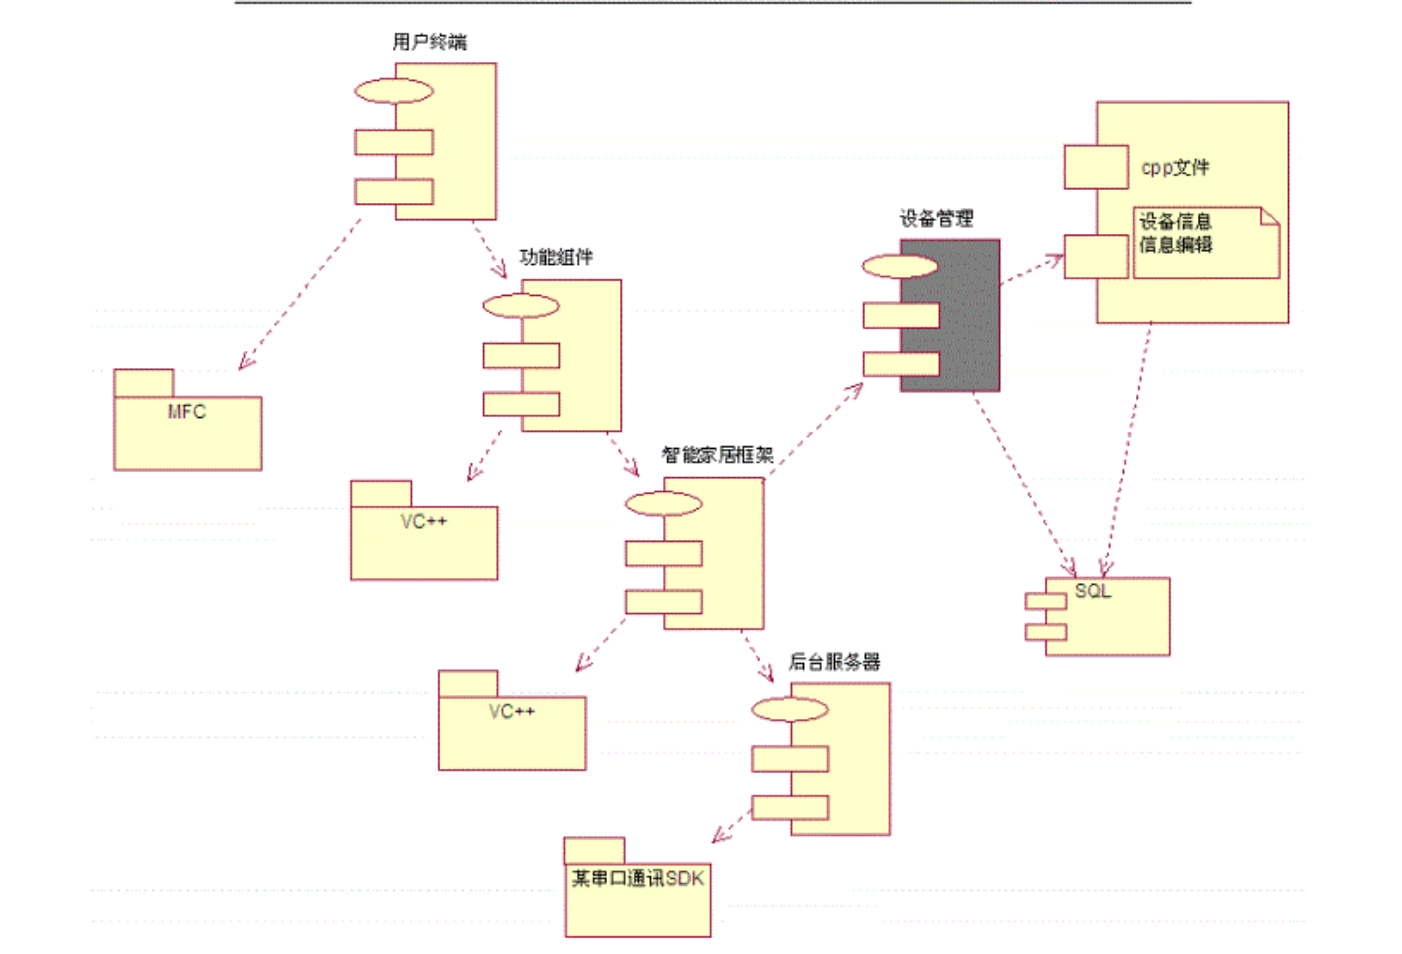 用户终端
cpp文件
设备管理
设备信息
信息编辑
功能组件
MFC
智能家居框架
VC++
SQL
后台服务器
VC++
某串口通讯SDK